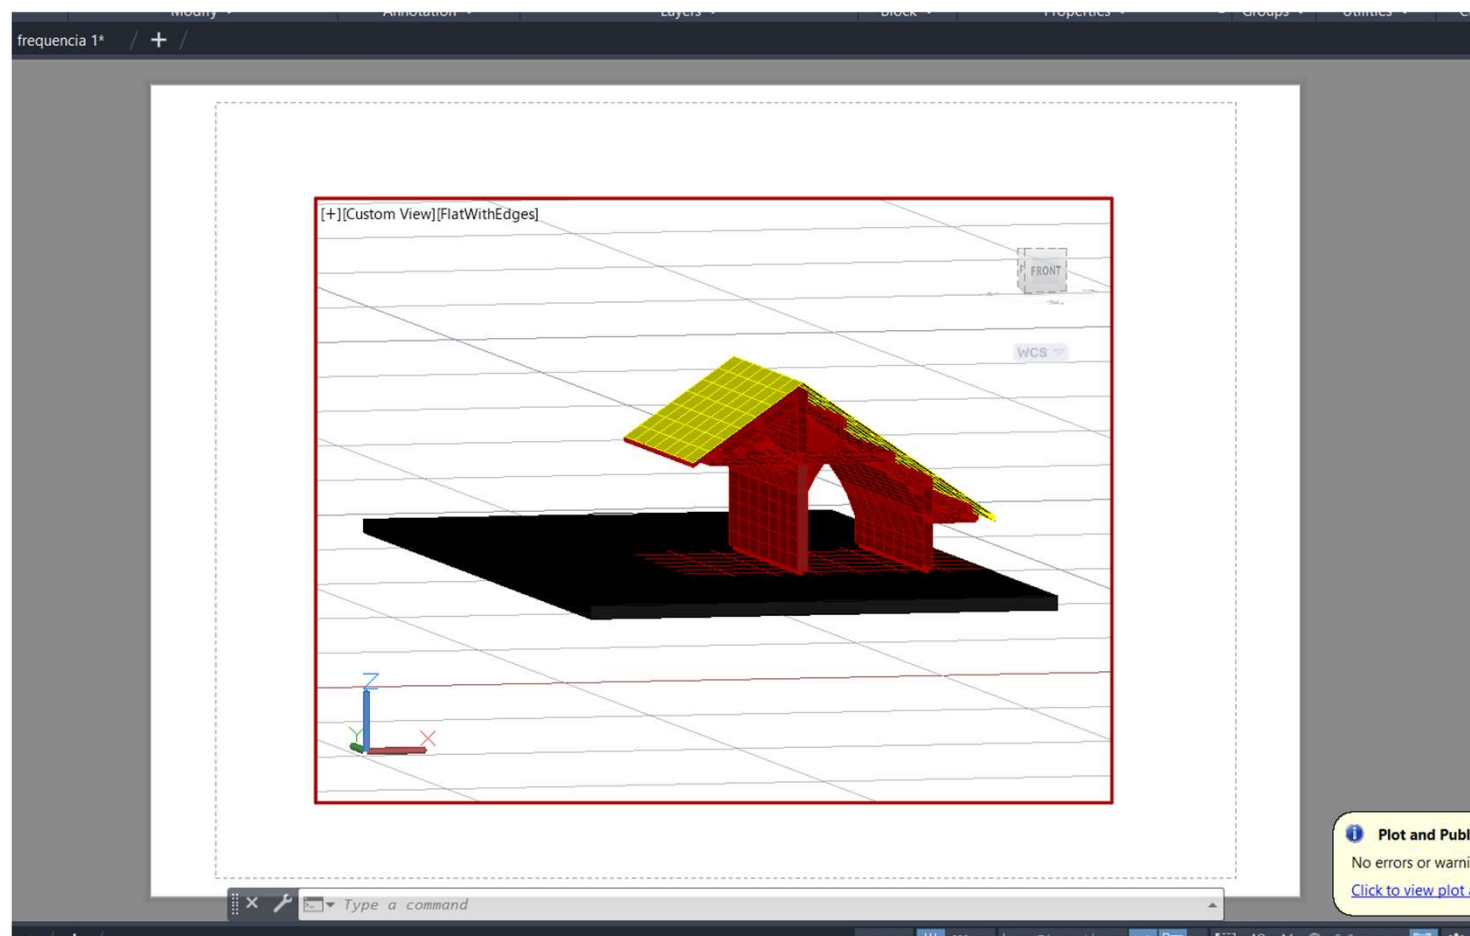 Modify
Annotation
Layers
Block
Properties
Groups
Utilities
frequencia 1*
[+][Custom View][FlatWithEdges]
FRONT
WCS
Z
Y
X
Plot and Publ
No errors or warni
Click to view plot
Type a command